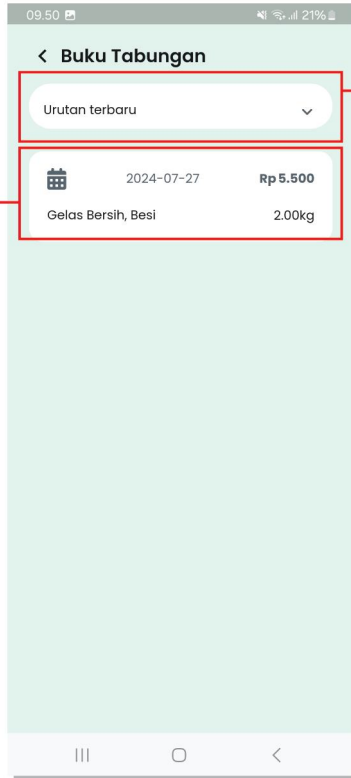 09.50 21%
Buku Tabungan
Urutan terbaru
2024-07-27 Rp 5.500
Gelas Bersih, Besi 2.00kg